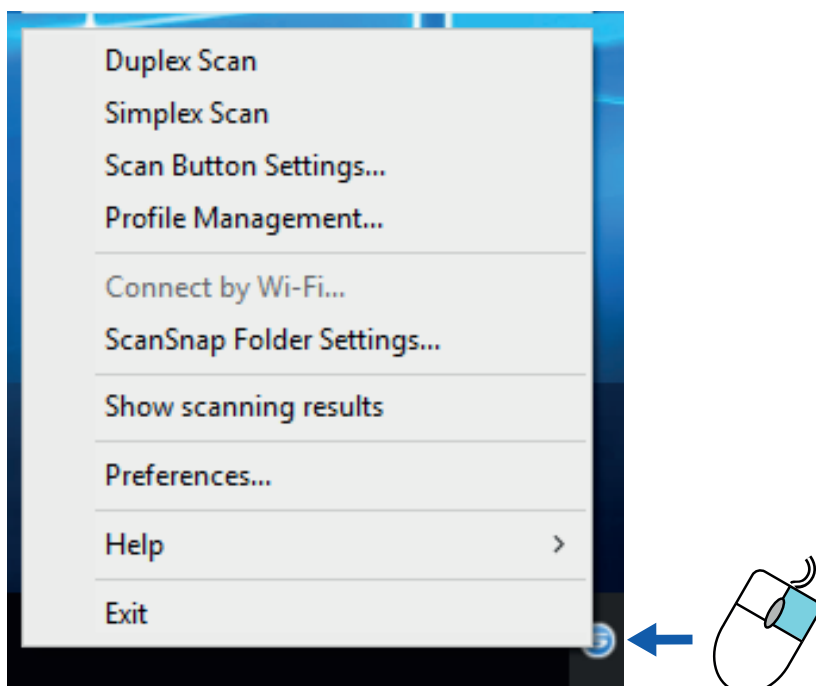 Duplex Scan
Simplex Scan
Scan Button Settings...
Profile Management...
Connect by Wi-Fi...
ScanSnap Folder Settings...
Show scanning results
Preferences...
Help
Exit